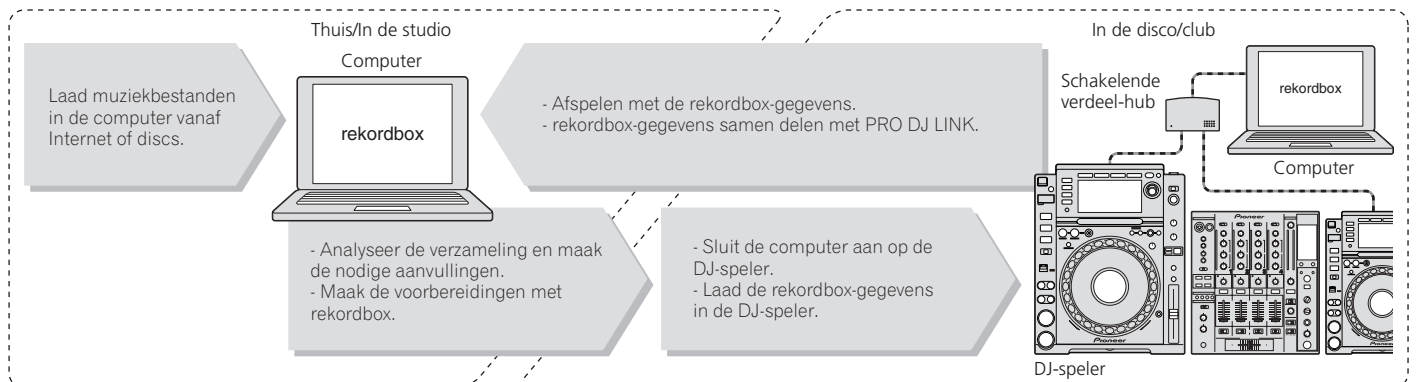 Thuis/In de studio
Computer
Laad muziekbestanden
in de computer vanaf
Internet of discs.
rekordbox
- Afspelen met de rekordbox-gegevens.
- rekordbox-gegevens samen delen met PRO DJ LINK.
- Analyseer de verzameling en maak
de nodige aanvullingen.
- Maak de voorbereidingen met
rekordbox.
- Sluit de computer aan op de
DJ-speler.
- Laad de rekordbox-gegevens
in de DJ-speler.
In de disco/club
Schakelende
verdeel-hub
rekordbox
Computer
Pioneer
Pioneer
DJ-speler